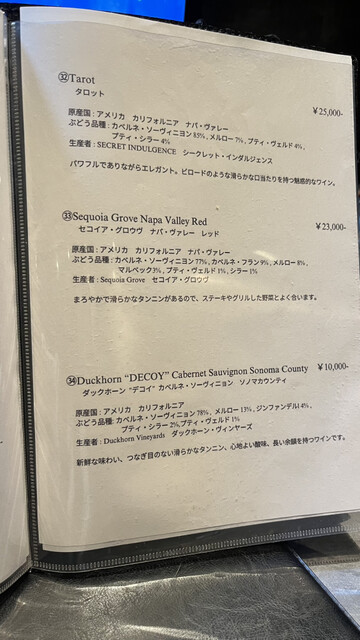 ㉜Tarot
タロット
¥25,000-
原産国：アメリカ カリフォルニア ナパ・ヴァレー
ぶどう品種：カベルネ・ソーヴィニヨン 85%, メルロー 7%, プティ・ヴェルド 4%,
プティ・シラー 4%
生産者：SECRET INDULGENCE シークレット・インダルジェンス
パワフルでありながらエレガント。ビロードのような滑らかな口当たりを持つ魅惑的なワイン。
㉝Sequoia Grove Napa Valley Red
¥23,000-
セコイア・グロウヴ ナパ・ヴァレー レッド
原産国：アメリカ カリフォルニア ナパ・ヴァレー
ぶどう品種：カベルネ・ソーヴィニヨン 77%, カベルネ・フラン 9%, メルロー 8%,
マルベック3%, プティ・ヴェルド 1%, シラー 1%
生産者：Sequoia Grove セコイア・グロウヴ
まろやかで滑らかなタンニンがあるので、ステーキやグリルした野菜とよく合います。
㉞Duckhorn “DECOY” Cabernet Sauvignon Sonoma County
¥10,000-
ダックホーン “デコイ” カベルネ・ソーヴィニョン ソノマカウンティ
原産国：アメリカ カリフォルニア
ぶどう品種：カベルネ・ソーヴィニヨン 78%, メルロー 13%, ジンファンデル1 4%,
プティ・シラー 2%,プティ・ヴェルド 1%
生産者：Duckhorn Vineyards ダックホーン・ヴィンヤーズ
新鮮な味わい、つなぎ目のない滑らかなタンニン、心地よい酸味、長い余韻を持つワインです。